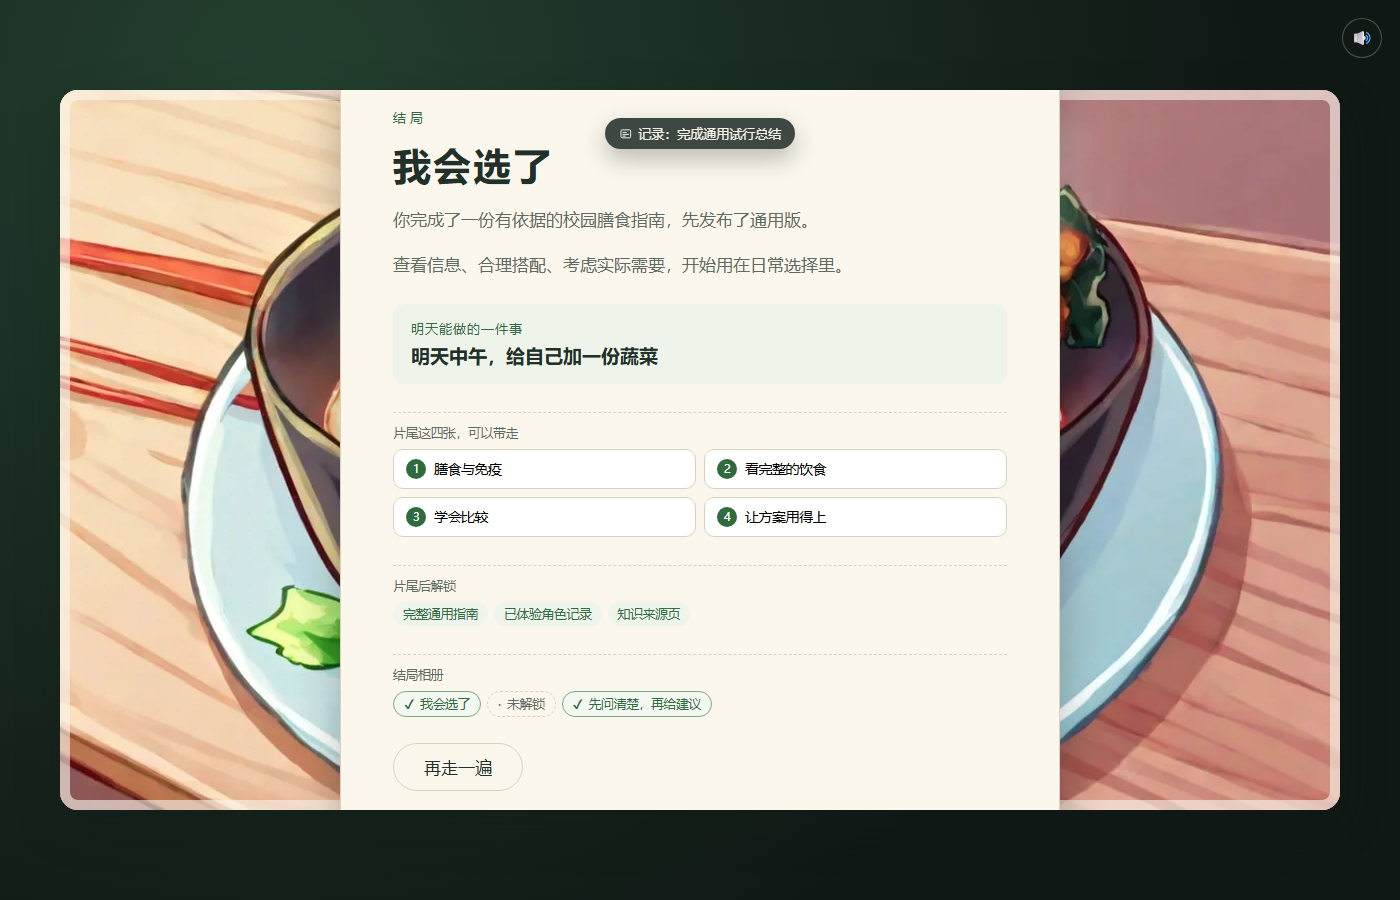 结局
记录：完成通用试行总结
我会选了
你完成了一份有依据的校园膳食指南，先发布了通用版。
查看信息、合理搭配、考虑实际需要，开始用在日常选择里。
明天能做的一件事
明天中午，给自己加一份蔬菜
片尾这四张，可以带走
1 膳食与免疫
2 看完整的饮食
3 学会比较
4 让方案用得上
片尾后解锁
完整通用指南 已体验角色记录 知识来源页
结局相册
✓ 我会选了 · 未解锁 ✓ 先问清楚，再给建议
再走一遍